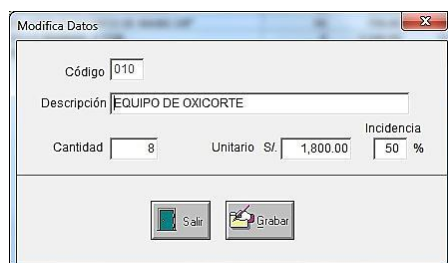 Modifica Datos
Código 010
Descripción EQUIPO DE OXICORTE
Incidencia
Cantidad 8 Unitario S/. 1,800.00 50 %
Salir Grabar